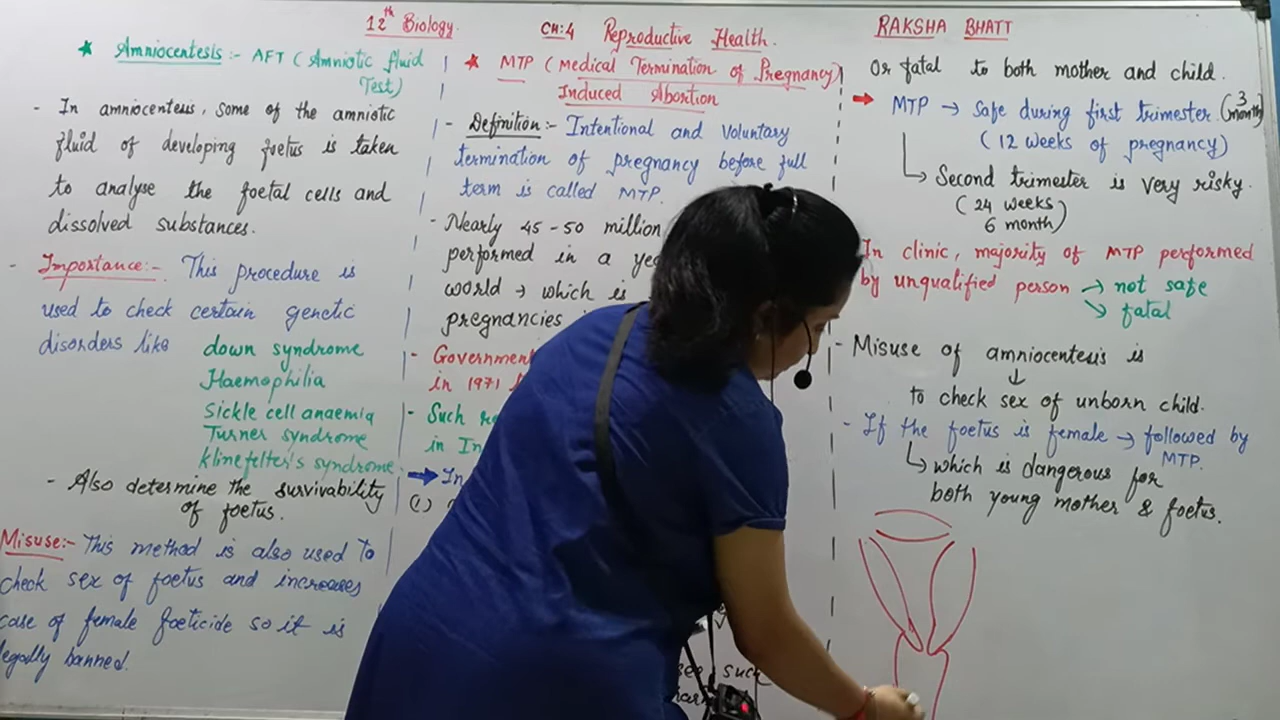 12th Biology.
CH:4 Reproductive Health.
RAKSHA BHATT
★ Amniocentesis:- AFT (Amniotic fluid
Test)
- In amniocentesis, some of the amniotic
fluid of developing foetus is taken
to analyse the foetal cells and
dissolved substances.
- Importance:- This procedure is
used to check certain genetic
disorders like down syndrome
Haemophilia
Sickle cell anaemia
Turner syndrome
Klinefelter's syndrome
- Also determine the survivability
of foetus.
Misuse:- This method is also used to
check sex of foetus and increases
case of female foeticide so it is
legally banned.
★ MTP (Medical Termination of Pregnancy)
Induced Abortion
- Definition:- Intentional and voluntary
termination of pregnancy before full
term is called MTP.
- Nearly 45-50 million
performed in a
world → which is
pregnancies
- Government
in 1971
- Such
in
(1)
such
Or fatal to both mother and child.
→ MTP → Safe during first trimester (3 month)
(12 weeks of pregnancy)
→ Second trimester is very risky.
(24 weeks
6 month)
In clinic, majority of MTP performed
by unqualified person → not safe
→ fatal
- Misuse of amniocentesis is
↓
to check sex of unborn child.
- If the foetus is female → followed by
MTP.
→ which is dangerous for
both young mother & foetus.